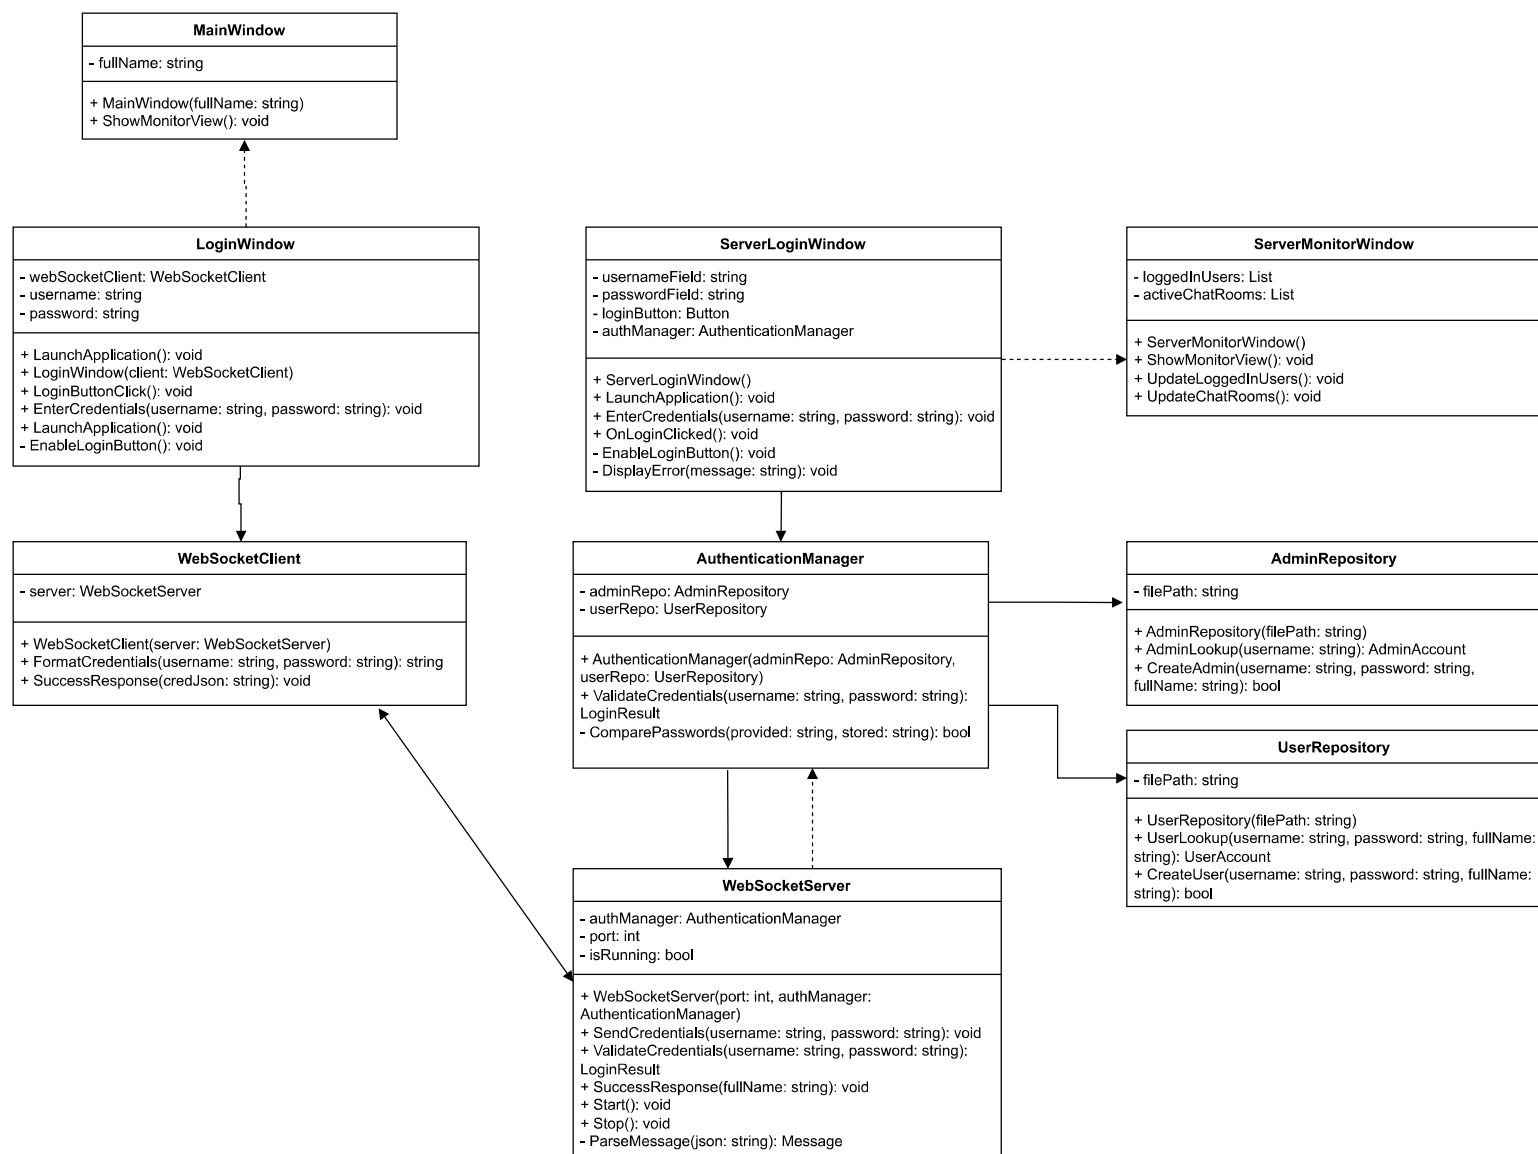 MainWindow
- fullName: string
+ MainWindow(fullName: string)
+ ShowMonitorView(): void
LoginWindow
- webSocketClient: WebSocketClient
- username: string
- password: string
+ LaunchApplication(): void
+ LoginWindow(client: WebSocketClient)
+ LoginButtonClick(): void
+ EnterCredentials(username: string, password: string): void
+ LaunchApplication(): void
- EnableLoginButton(): void
ServerLoginWindow
- usernameField: string
- passwordField: string
- loginButton: Button
- authManager: AuthenticationManager
+ ServerLoginWindow()
+ LaunchApplication(): void
+ EnterCredentials(username: string, password: string): void
+ OnLoginClicked(): void
- EnableLoginButton(): void
- DisplayError(message: string): void
ServerMonitorWindow
- loggedInUsers: List
- activeChatRooms: List
+ ServerMonitorWindow()
+ ShowMonitorView(): void
+ UpdateLoggedInUsers(): void
+ UpdateChatRooms(): void
WebSocketClient
- server: WebSocketServer
+ WebSocketClient(server: WebSocketServer)
+ FormatCredentials(username: string, password: string): string
+ SuccessResponse(credJson: string): void
AuthenticationManager
- adminRepo: AdminRepository
- userRepo: UserRepository
+ AuthenticationManager(adminRepo: AdminRepository,
userRepo: UserRepository)
+ ValidateCredentials(username: string, password: string):
LoginResult
- ComparePasswords(provided: string, stored: string): bool
AdminRepository
- filePath: string
+ AdminRepository(filePath: string)
+ AdminLookup(username: string): AdminAccount
+ CreateAdmin(username: string, password: string,
fullName: string): bool
UserRepository
- filePath: string
+ UserRepository(filePath: string)
+ UserLookup(username: string, password: string, fullName:
string): UserAccount
+ CreateUser(username: string, password: string, fullName:
string): bool
WebSocketServer
- authManager: AuthenticationManager
- port: int
- isRunning: bool
+ WebSocketServer(port: int, authManager:
AuthenticationManager)
+ SendCredentials(username: string, password: string): void
+ ValidateCredentials(username: string, password: string):
LoginResult
+ SuccessResponse(fullName: string): void
+ Start(): void
+ Stop(): void
- ParseMessage(json: string): Message